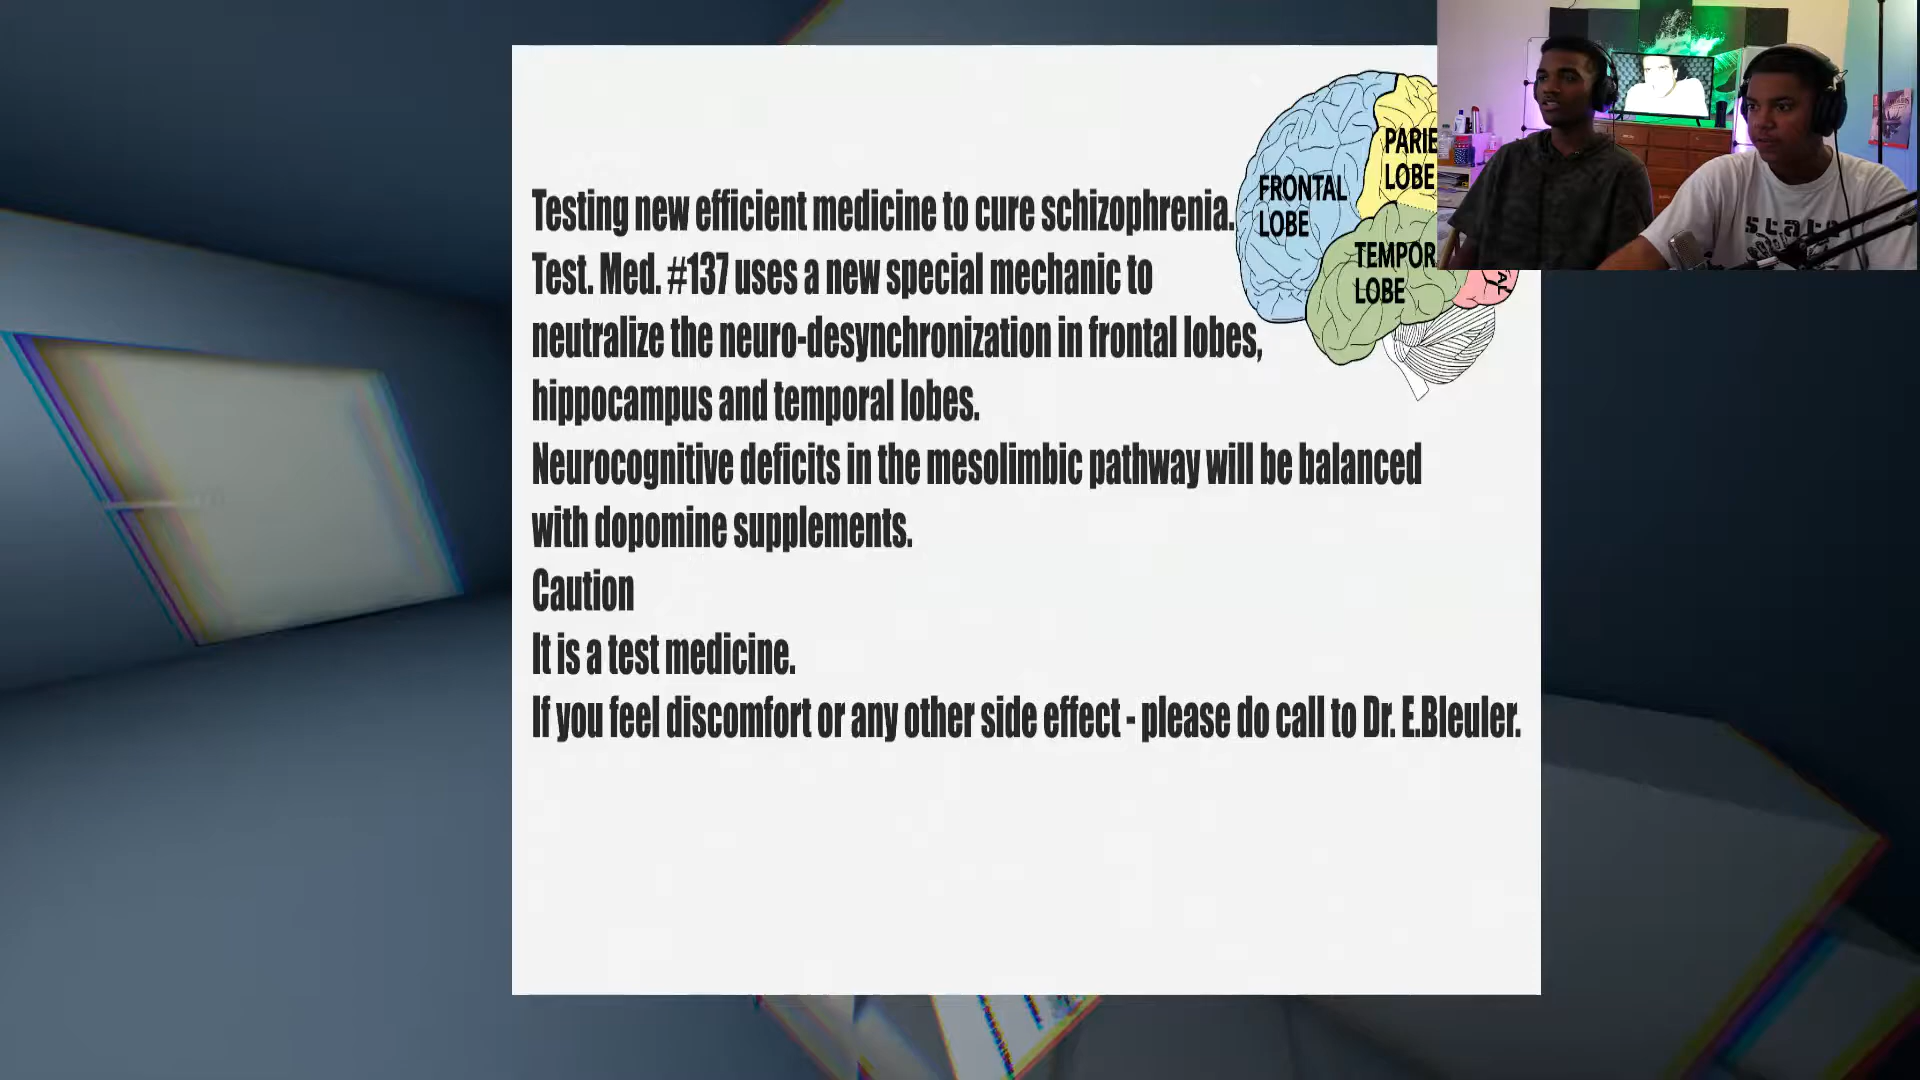 Testing new efficient medicine to cure schizophrenia.
Test. Med. #137 uses a new special mechanic to
neutralize the neuro-desynchronization in frontal lobes,
hippocampus and temporal lobes.
Neurocognitive deficits in the mesolimbic pathway will be balanced
with dopomine supplements.
Caution
It is a test medicine.
If you feel discomfort or any other side effect - please do call to Dr. E.Bleuler.
FRONTAL
LOBE
PARIE
LOBE
TEMPOR
LOBE
AL